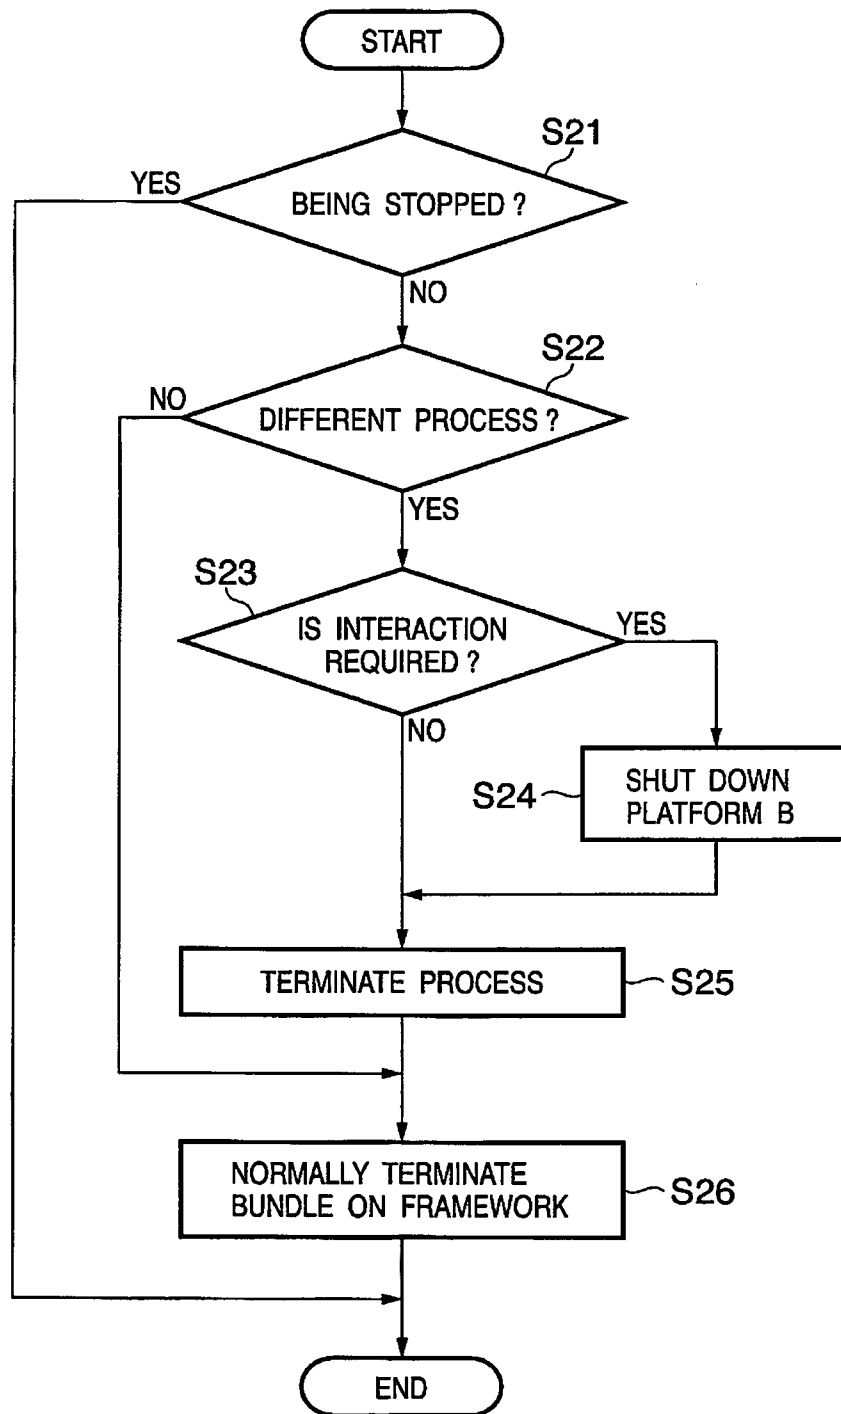 START
S21
YES
BEING STOPPED ?
NO
S22
NO
DIFFERENT PROCESS ?
YES
S23
IS INTERACTION
REQUIRED ?
YES
NO
S24
SHUT DOWN
PLATFORM B
TERMINATE PROCESS
S25
NORMALLY TERMINATE
BUNDLE ON FRAMEWORK
S26
END